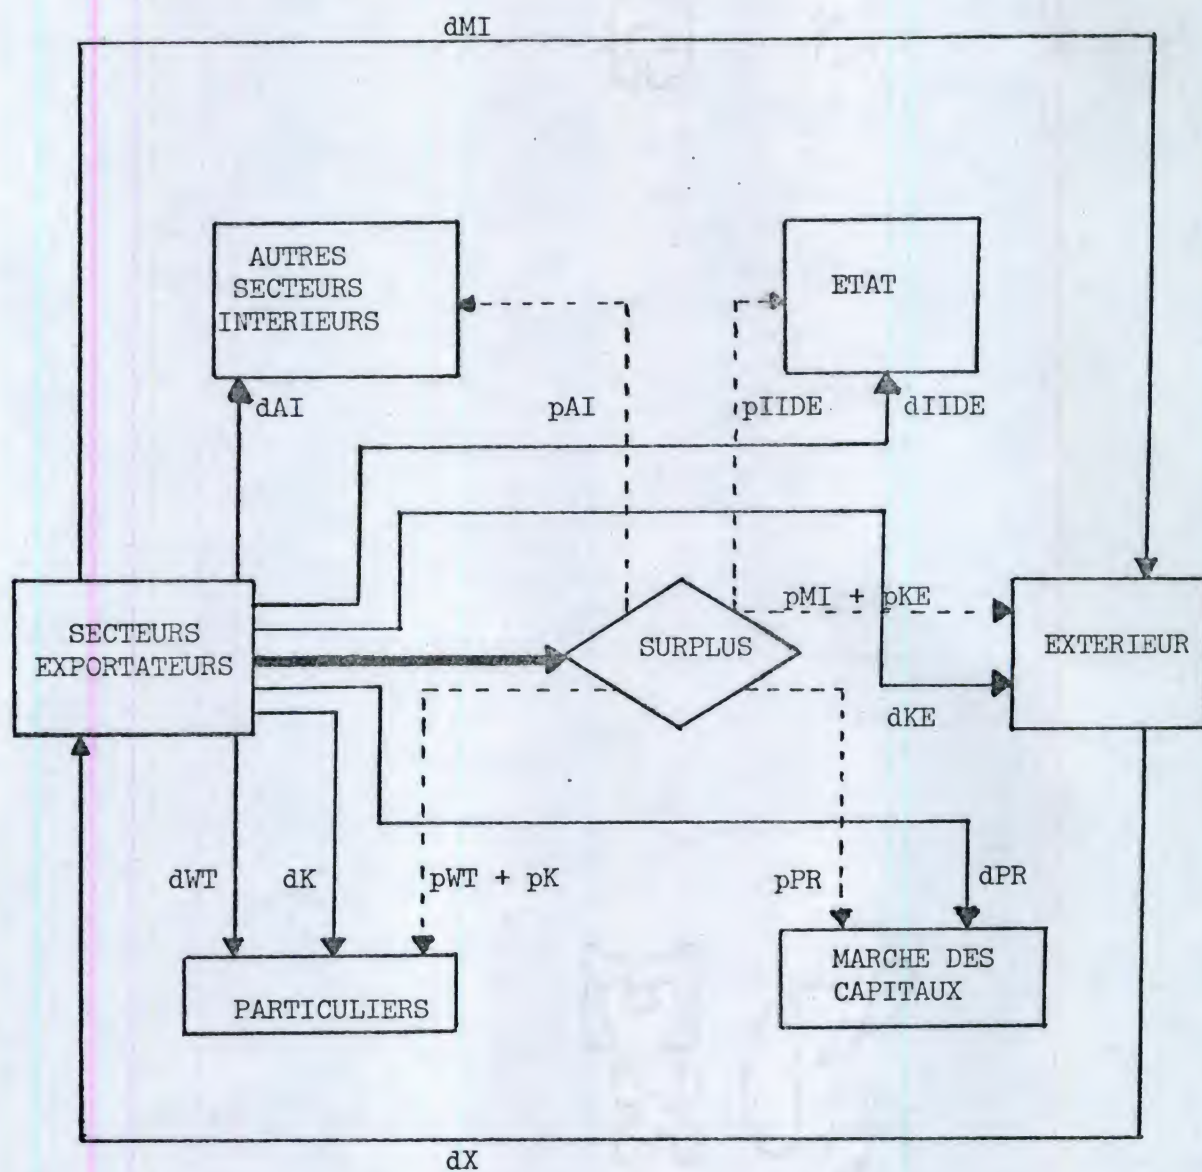 dMI
AUTRES
SECTEURS
INTERIEURS
ETAT
dAI
pAI
pIIDE
dIIDE
SECTEURS
EXPORTATEURS
SURPLUS
pMI + pKE
EXTERIEUR
dKE
dWT
dK
pWT + pK
pPR
dPR
PARTICULIERS
MARCHE DES
CAPITAUX
dX